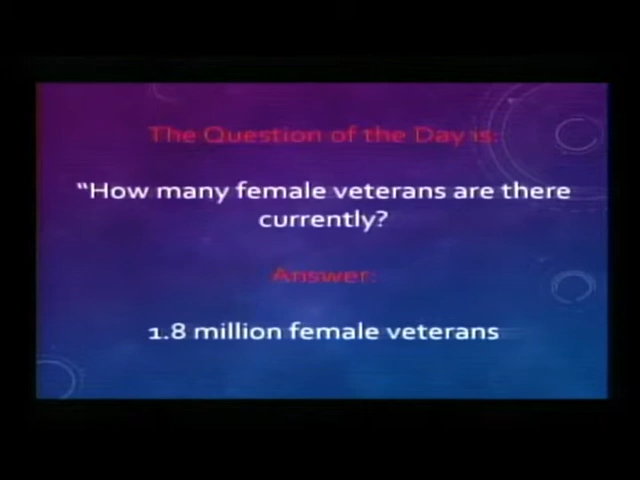 The Question of the Day is:
"How many female veterans are there
currently?
Answer:
1.8 million female veterans